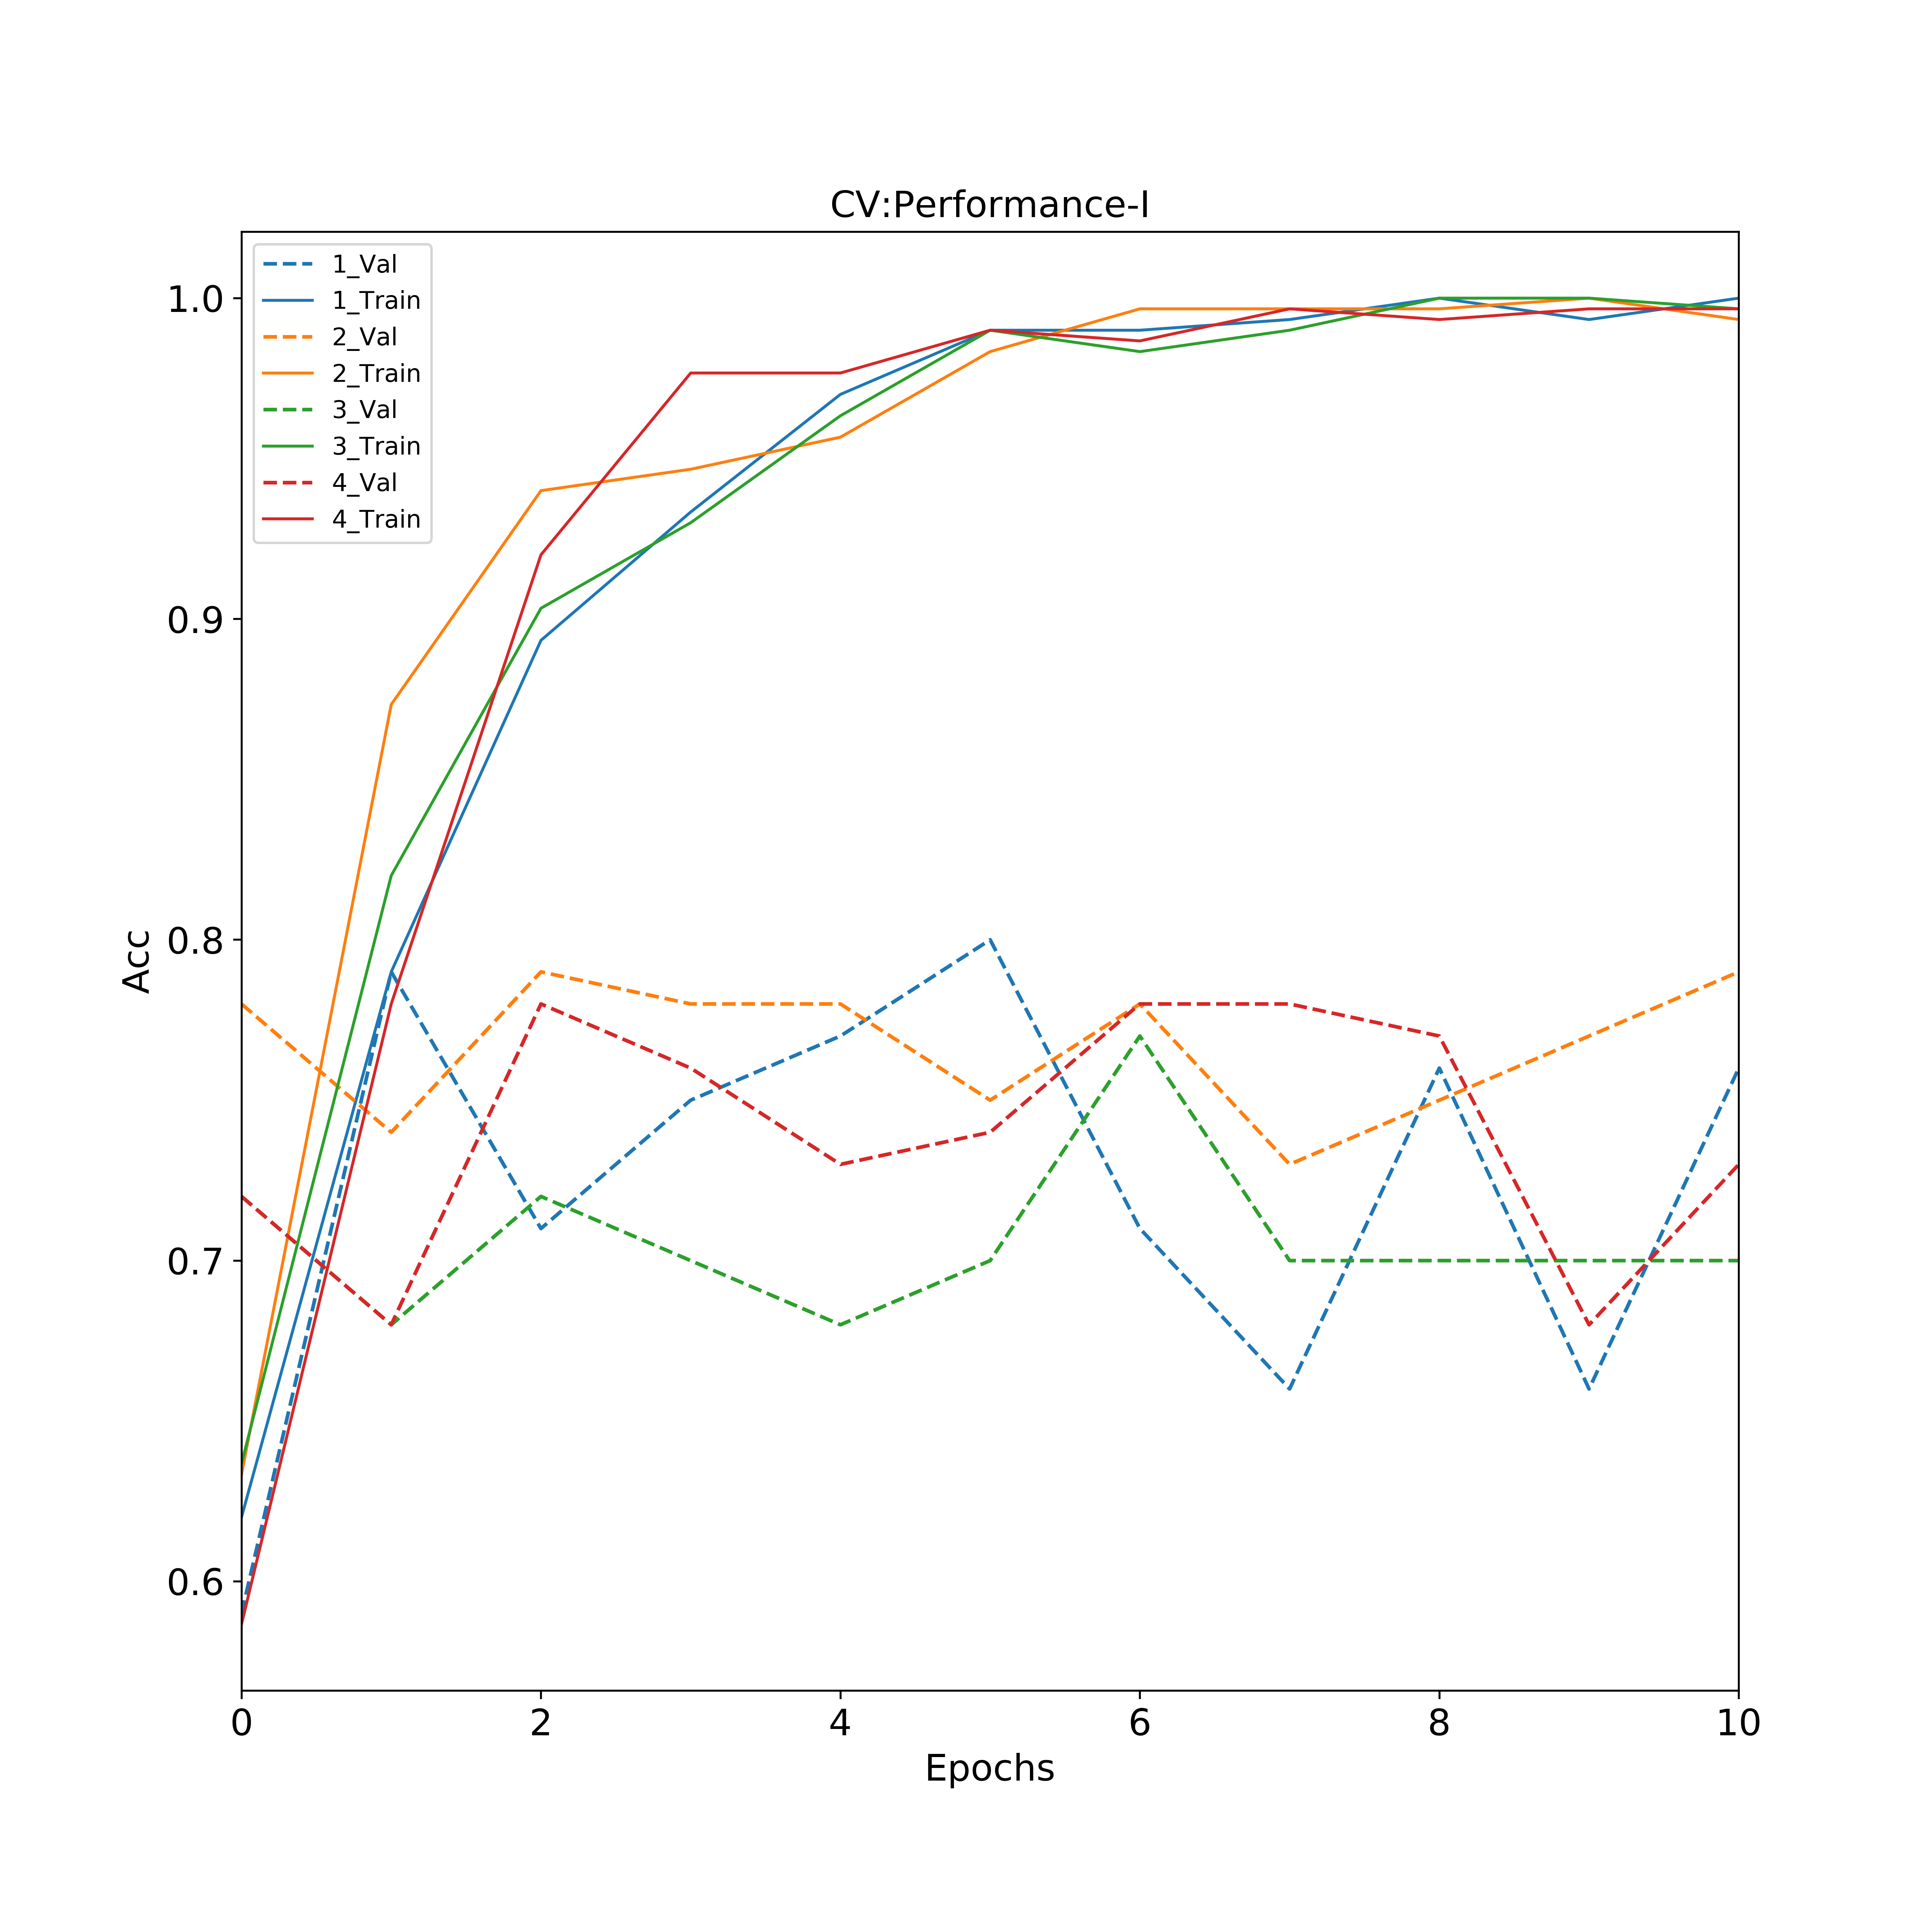 CV:Performance-I
1_Val
1_Train
2_Val
2_Train
3_Val
3_Train
4_Val
4_Train
1.0
0.9
0.8
0.7
0.6
Acc
0 2 4 6 8 10
Epochs